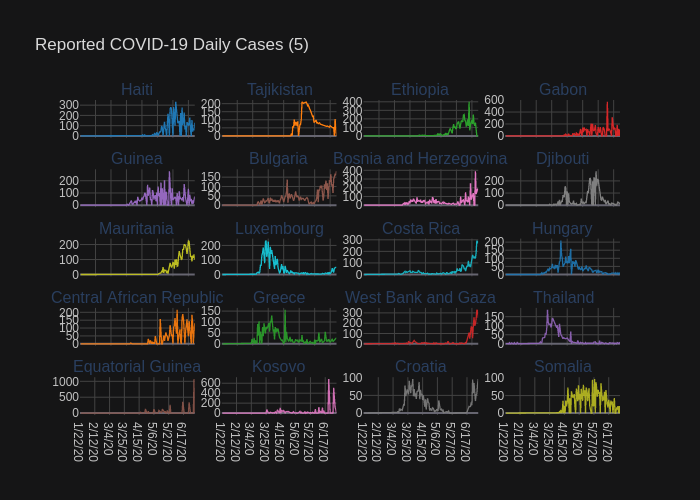 Reported COVID-19 Daily Cases (5)
Haiti Tajikistan Ethiopia Gabon
300 200 100 0
200 150 100 50 0
400 300 200 100 0
600 400 200 0
Guinea Bulgaria Bosnia and Herzegovina Djibouti
200 100 0
150 100 50 0
400 300 200 100 0
200 100 0
Mauritania Luxembourg Costa Rica Hungary
200 100 0
200 100 0
300 200 100 0
200 150 100 50 0
Central African Republic Greece West Bank and Gaza Thailand
200 150 100 50 0
150 100 50 0
300 200 100 0
150 100 50 0
Equatorial Guinea Kosovo Croatia Somalia
1000 500 0
600 400 200 0
100 50 0
100 50 0
1/22/20 2/12/20 3/4/20 3/25/20 4/15/20 5/6/20 5/27/20 6/17/20
1/22/20 2/12/20 3/4/20 3/25/20 4/15/20 5/6/20 5/27/20 6/17/20
1/22/20 2/12/20 3/4/20 3/25/20 4/15/20 5/6/20 5/27/20 6/17/20
1/22/20 2/12/20 3/4/20 3/25/20 4/15/20 5/6/20 5/27/20 6/17/20